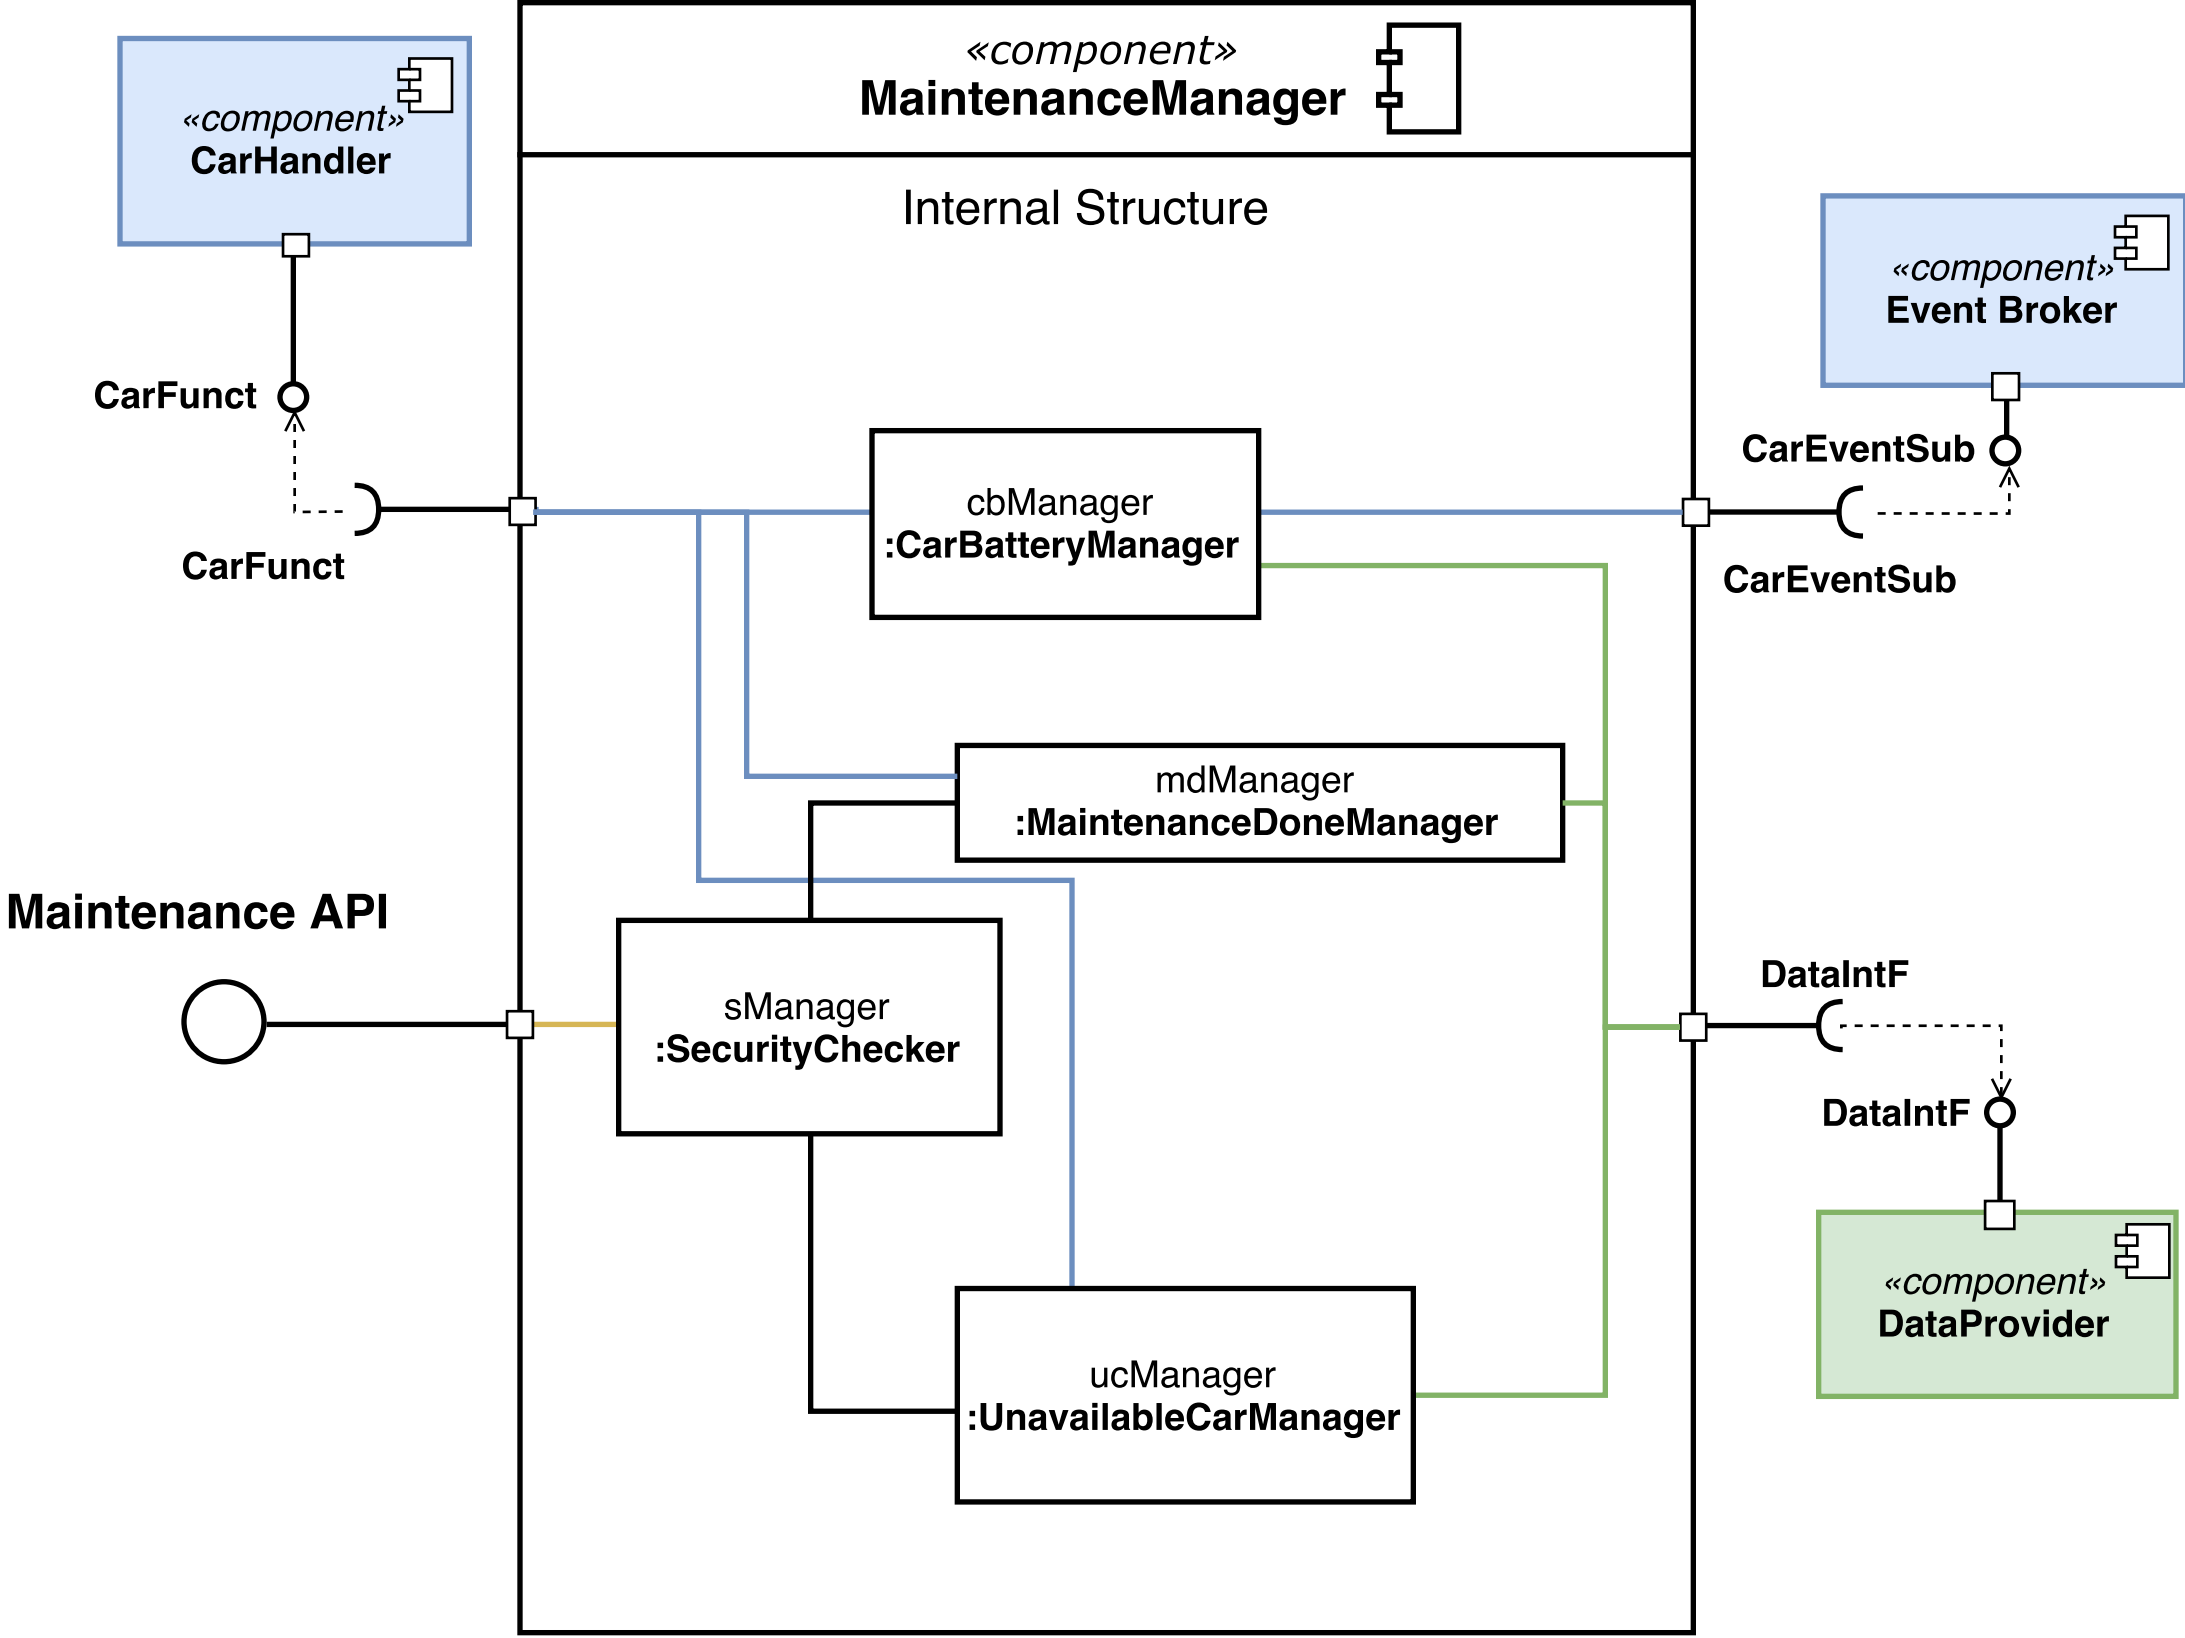 «component»
MaintenanceManager
Internal Structure
«component»
CarHandler
CarFunct
CarFunct
«component»
Event Broker
CarEventSub
CarEventSub
cbManager
:CarBatteryManager
mdManager
:MaintenanceDoneManager
Maintenance API
sManager
:SecurityChecker
DataIntF
DataIntF
«component»
DataProvider
ucManager
:UnavailableCarManager